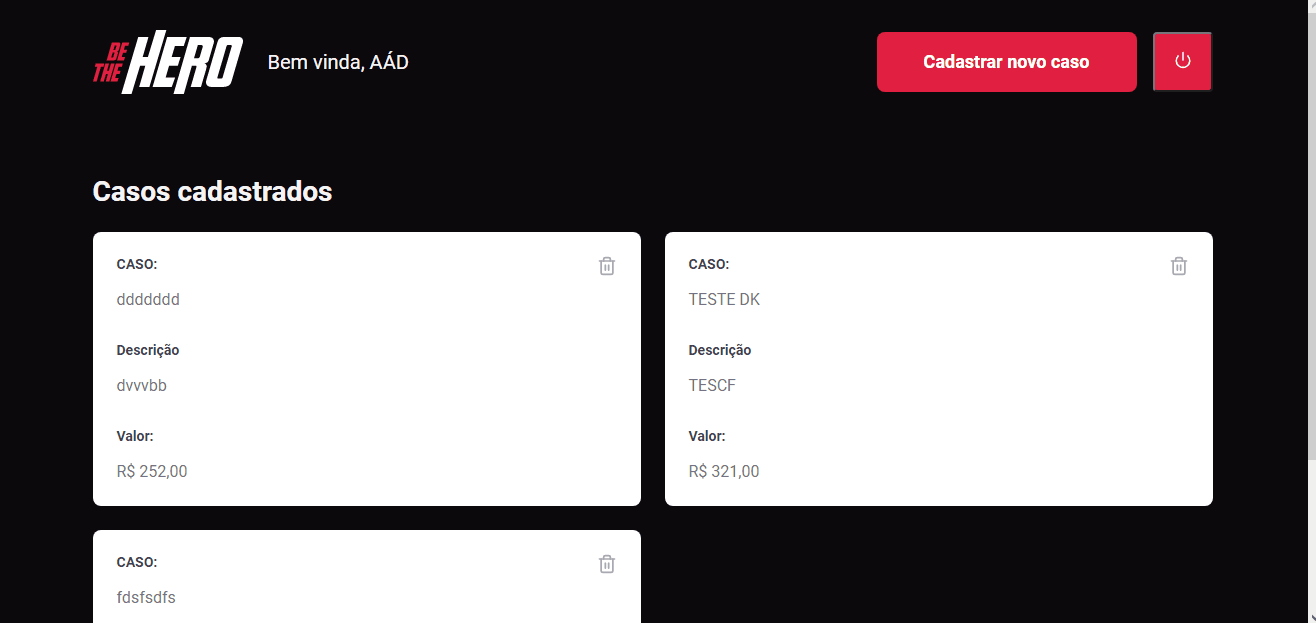 BE THE HERO
Bem vinda, AÁD
Cadastrar novo caso
Casos cadastrados
CASO:
ddddddd
Descrição
dvvvbb
Valor:
R$ 252,00
CASO:
TESTE DK
Descrição
TESCF
Valor:
R$ 321,00
CASO:
fdsfsdfs